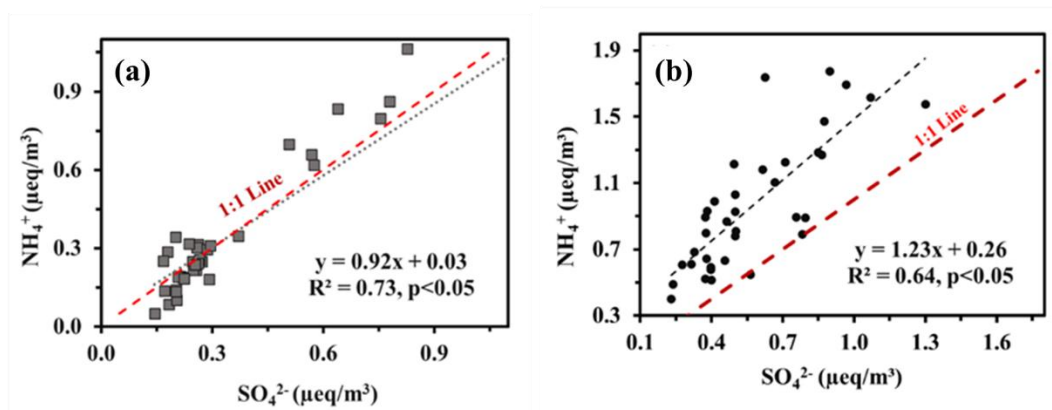 (a)
NH₄⁺ (µeq/m³)
0.9
0.6
0.3
0.0
1:1 Line
y = 0.92x + 0.03
R² = 0.73, p<0.05
0.0 0.3 0.6 0.9
SO₄²⁻ (µeq/m³)
(b)
NH₄⁺ (µeq/m³)
1.9
1.5
1.1
0.7
0.3
1:1 Line
y = 1.23x + 0.26
R² = 0.64, p<0.05
0.1 0.4 0.7 1.0 1.3 1.6
SO₄²⁻ (µeq/m³)